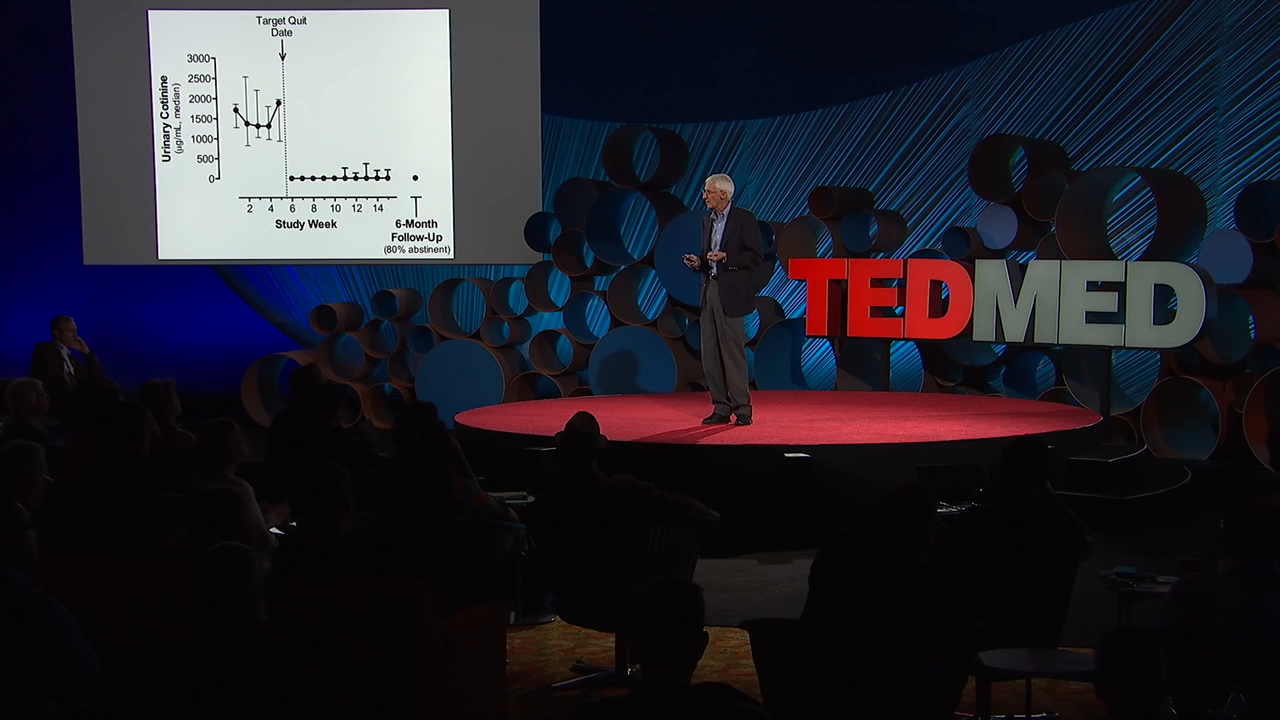 Target Quit
Date
3000
2500
2000
1500
1000
500
0
Urinary Cotinine
(µg/mL, median)
2 4 6 8 10 12 14
Study Week
6-Month
Follow-Up
(80% abstinent)
TEDMED